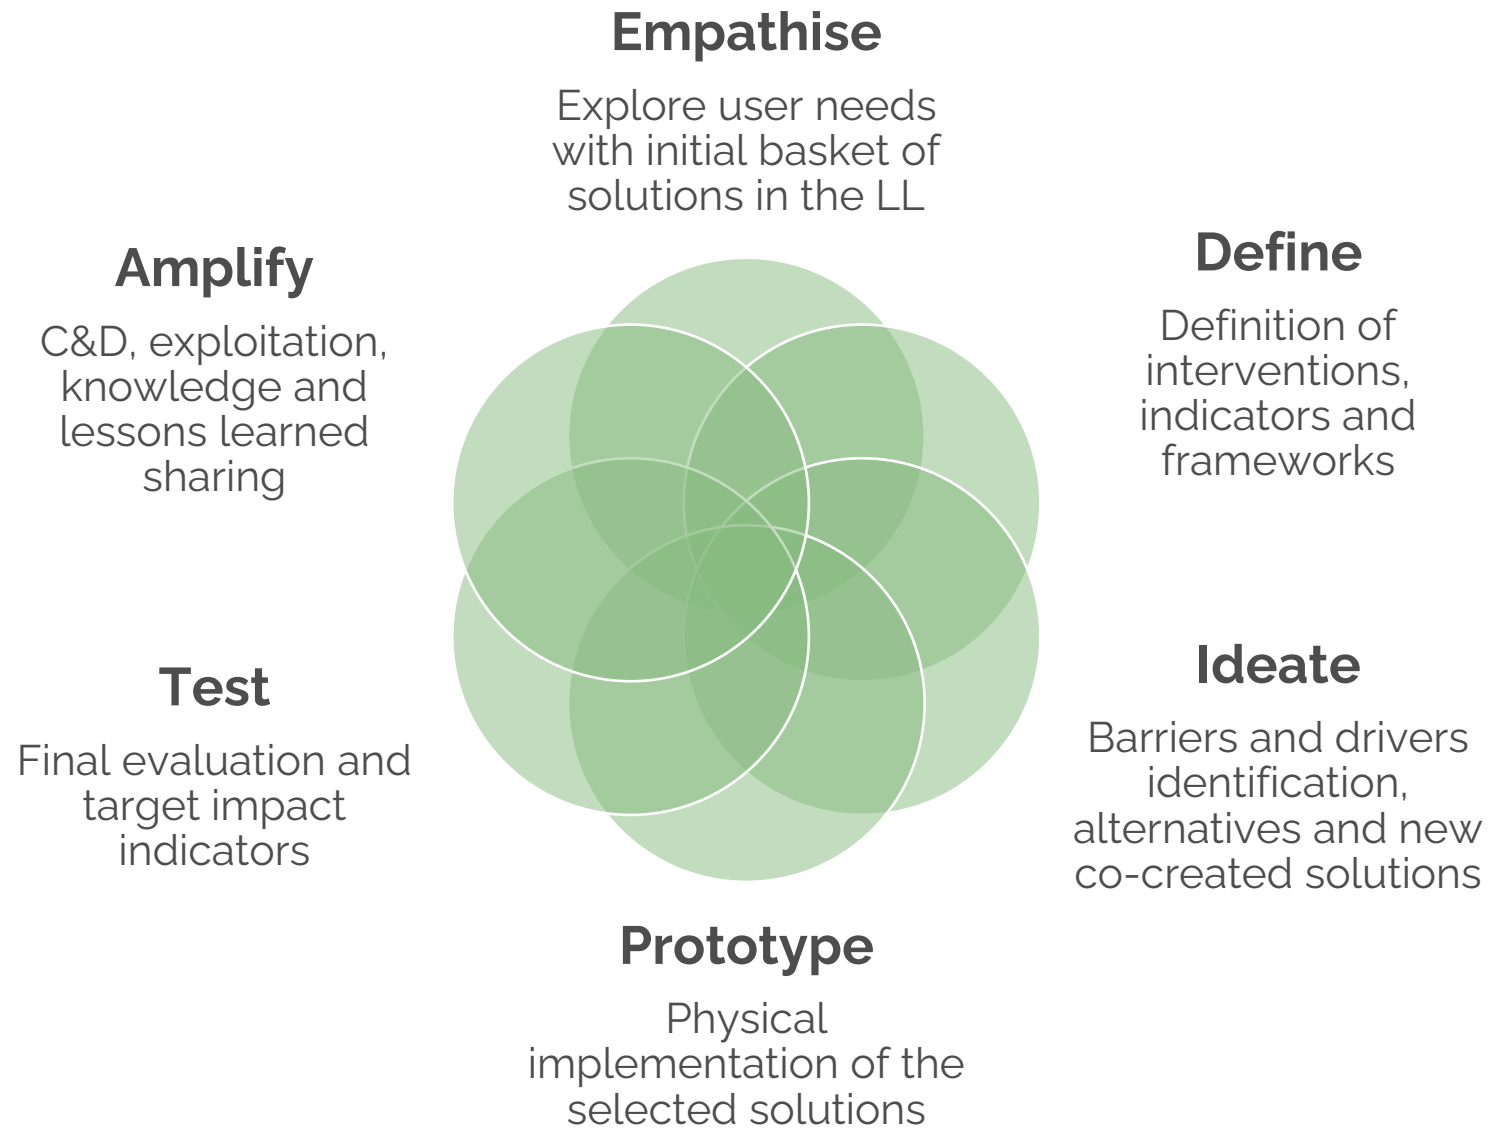 Empathise
Explore user needs
with initial basket of
solutions in the LL
Define
Definition of
interventions,
indicators and
frameworks
Ideate
Barriers and drivers
identification,
alternatives and new
co-created solutions
Prototype
Physical
implementation of the
selected solutions
Test
Final evaluation and
target impact
indicators
Amplify
C&D, exploitation,
knowledge and
lessons learned
sharing